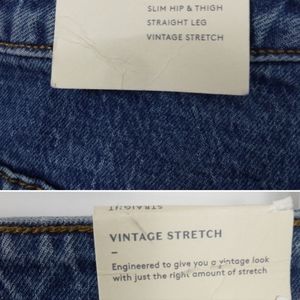 SLIM HIP & THIGH
STRAIGHT LEG
VINTAGE STRETCH
STRAIGHT
VINTAGE STRETCH
Engineered to give you a vintage look
with just the right amount of stretch